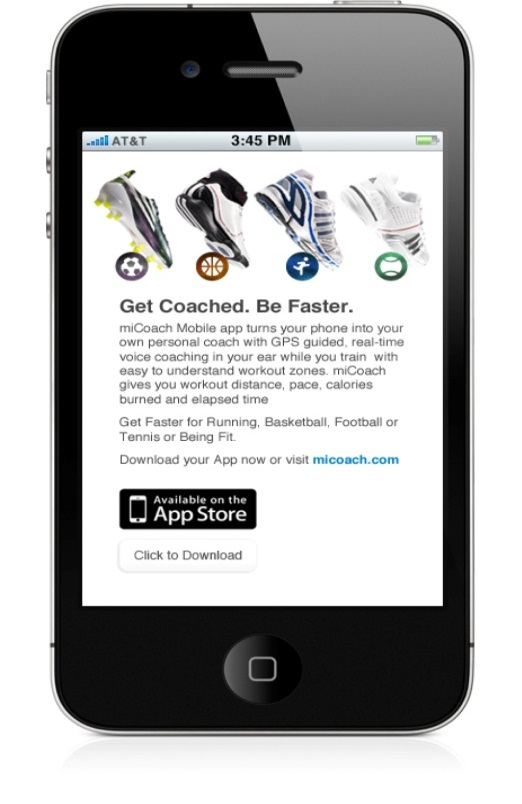 AT&T 3:45 PM
Get Coached. Be Faster.
miCoach Mobile app turns your phone into your
own personal coach with GPS guided, real-time
voice coaching in your ear while you train with
easy to understand workout zones. miCoach
gives you workout distance, pace, calories
burned and elapsed time
Get Faster for Running, Basketball, Football or
Tennis or Being Fit.
Download your App now or visit micoach.com
Available on the
App Store
Click to Download